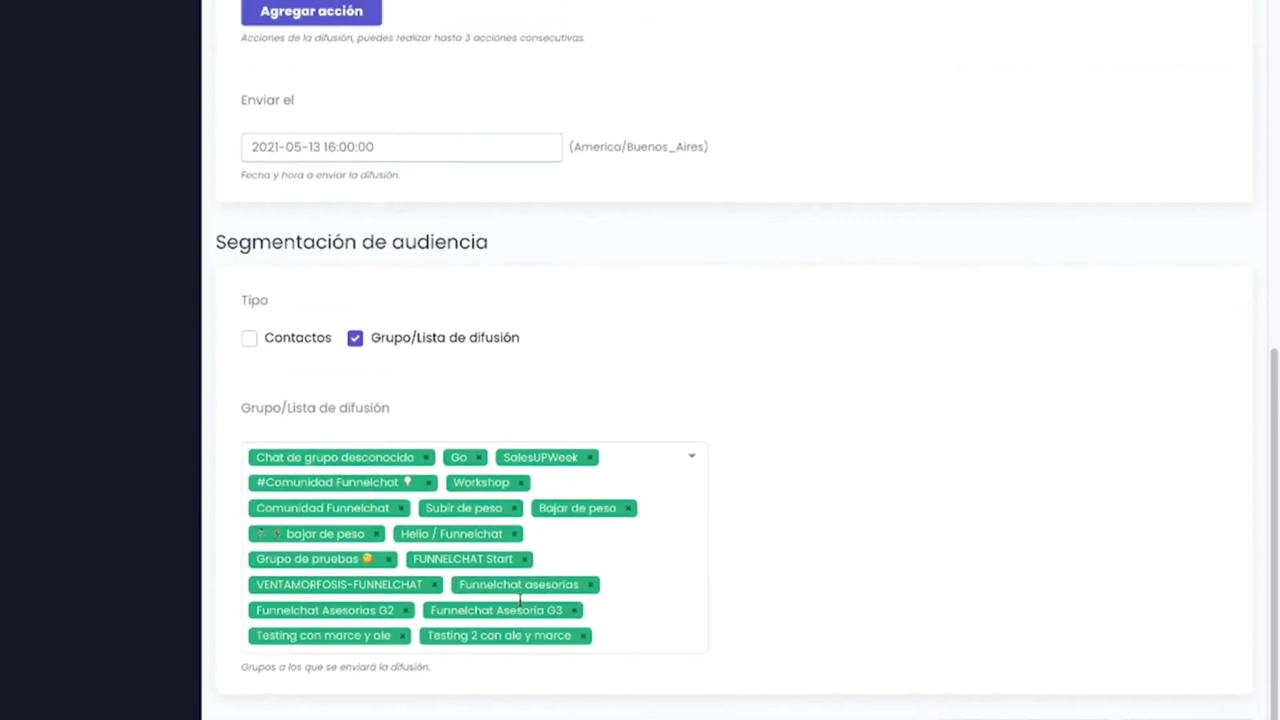 Agregar acción
Acciones de la difusión, puedes realizar hasta 3 acciones consecutivas.
Enviar el
2021-05-13 16:00:00 (America/Buenos_Aires)
Fecha y hora a enviar la difusión.
Segmentación de audiencia
Tipo
Contactos Grupo/Lista de difusión
Grupo/Lista de difusión
Chat de grupo desconocido × Go × SalesUPWeek ×
#Comunidad Funnelchat 💡 × Workshop ×
Comunidad Funnelchat × Subir de peso × Bajar de peso ×
bajar de peso × Helio / Funnelchat ×
Grupo de pruebas × FUNNELCHAT Start ×
VENTAMORFOSIS-FUNNELCHAT × Funnelchat asesorías ×
Funnelchat Asesorias G2 × Funnelchat Asesoria G3 ×
Testing con marce y ale × Testing 2 con ale y marce ×
Grupos a los que se enviará la difusión.